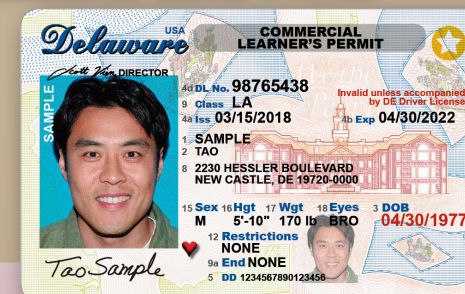 Delaware USA
COMMERCIAL
LEARNER'S PERMIT
Scott Vien DIRECTOR
SAMPLE
4d DL No. 98765438
9 Class LA
Invalid unless accompanied
by DE Driver License
4a Iss 03/15/2018 4b Exp 04/30/2022
1 SAMPLE
2 TAO
8 2230 HESSLER BOULEVARD
NEW CASTLE, DE 19720-0000
15 Sex 16 Hgt 17 Wgt 18 Eyes 3 DOB
M 5'-10" 170 lb BRO 04/30/1977
12 Restrictions
NONE
9a End NONE
5 DD 1234567890123456
Tao Sample